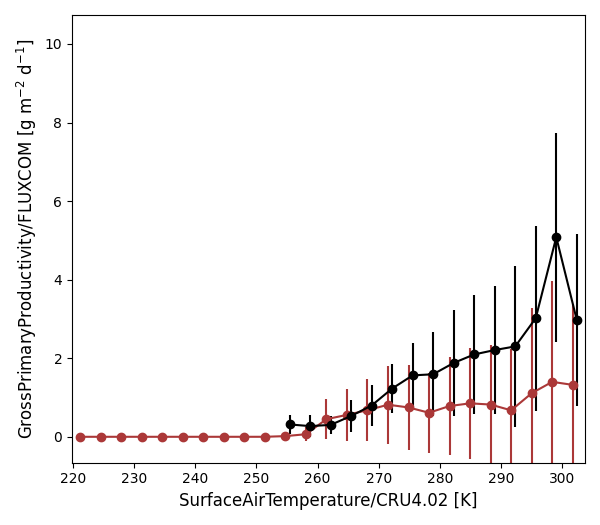 GrossPrimaryProductivity/FLUXCOM [g m⁻² d⁻¹]
10
8
6
4
2
0
220 230 240 250 260 270 280 290 300
SurfaceAirTemperature/CRU4.02 [K]